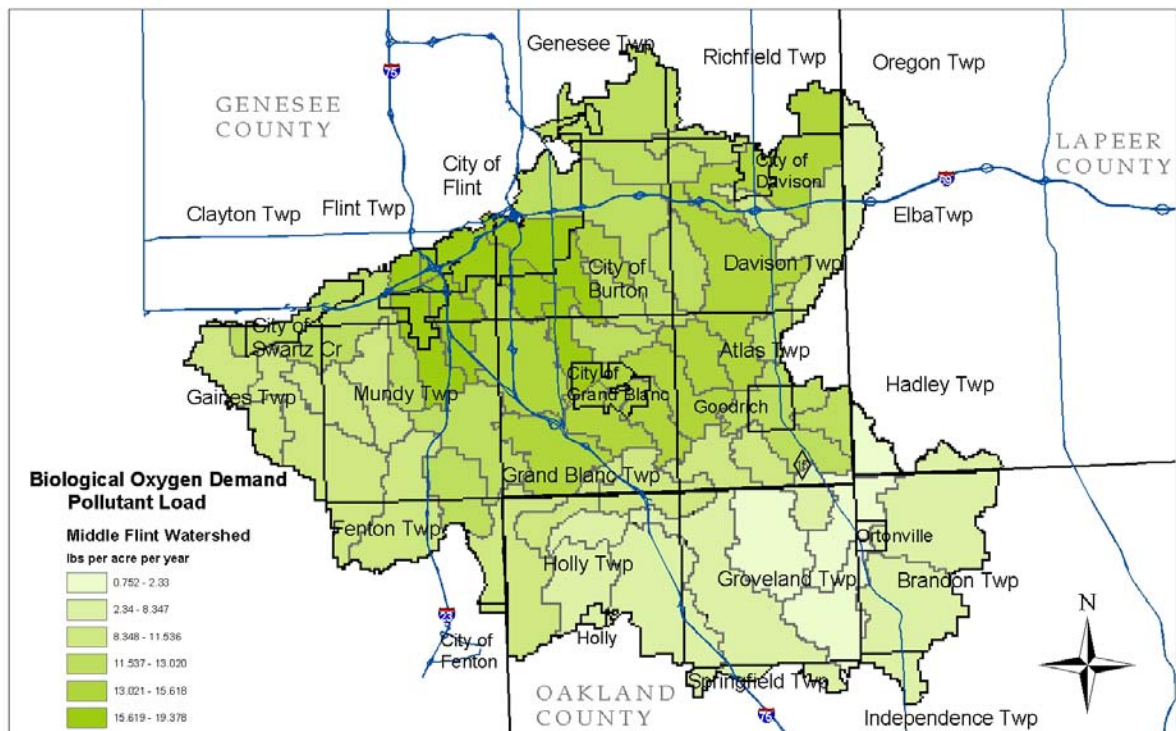 Genesee Twp
Richfield Twp
Oregon Twp
75
GENESEE
COUNTY
LAPEER
COUNTY
City of
Flint
City of
Davison
69
Clayton Twp
Flint Twp
ElbaTwp
City of
Burton
Davison Twp
City of
Swartz Cr
Atlas Twp
Gaines Twp
Mundy Twp
City of
Grand Blanc
Hadley Twp
Goodrich
Grand Blanc Twp
Biological Oxygen Demand
Pollutant Load
Middle Flint Watershed
lbs per acre per year
0.752 - 2.33
2.34 - 8.347
8.348 - 11.536
11.537 - 13.020
13.021 - 15.618
15.619 - 19.378
Fenton Twp
Holly Twp
Groveland Twp
Ortonville
Brandon Twp
23
City of
Fenton
Holly
N
OAKLAND
COUNTY
Springfield Twp
75
Independence Twp